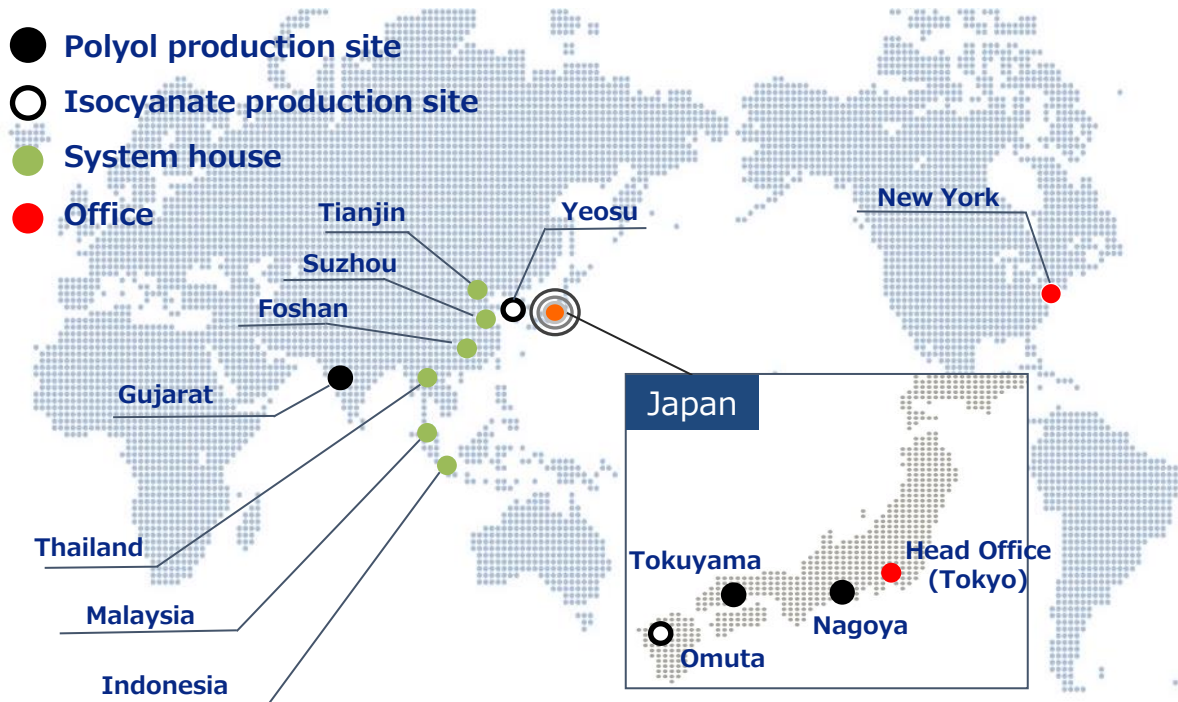 Polyol production site
Isocyanate production site
System house
Office
Tianjin
Yeosu
New York
Suzhou
Foshan
Gujarat
Japan
Thailand
Head Office
(Tokyo)
Tokuyama
Malaysia
Nagoya
Omuta
Indonesia